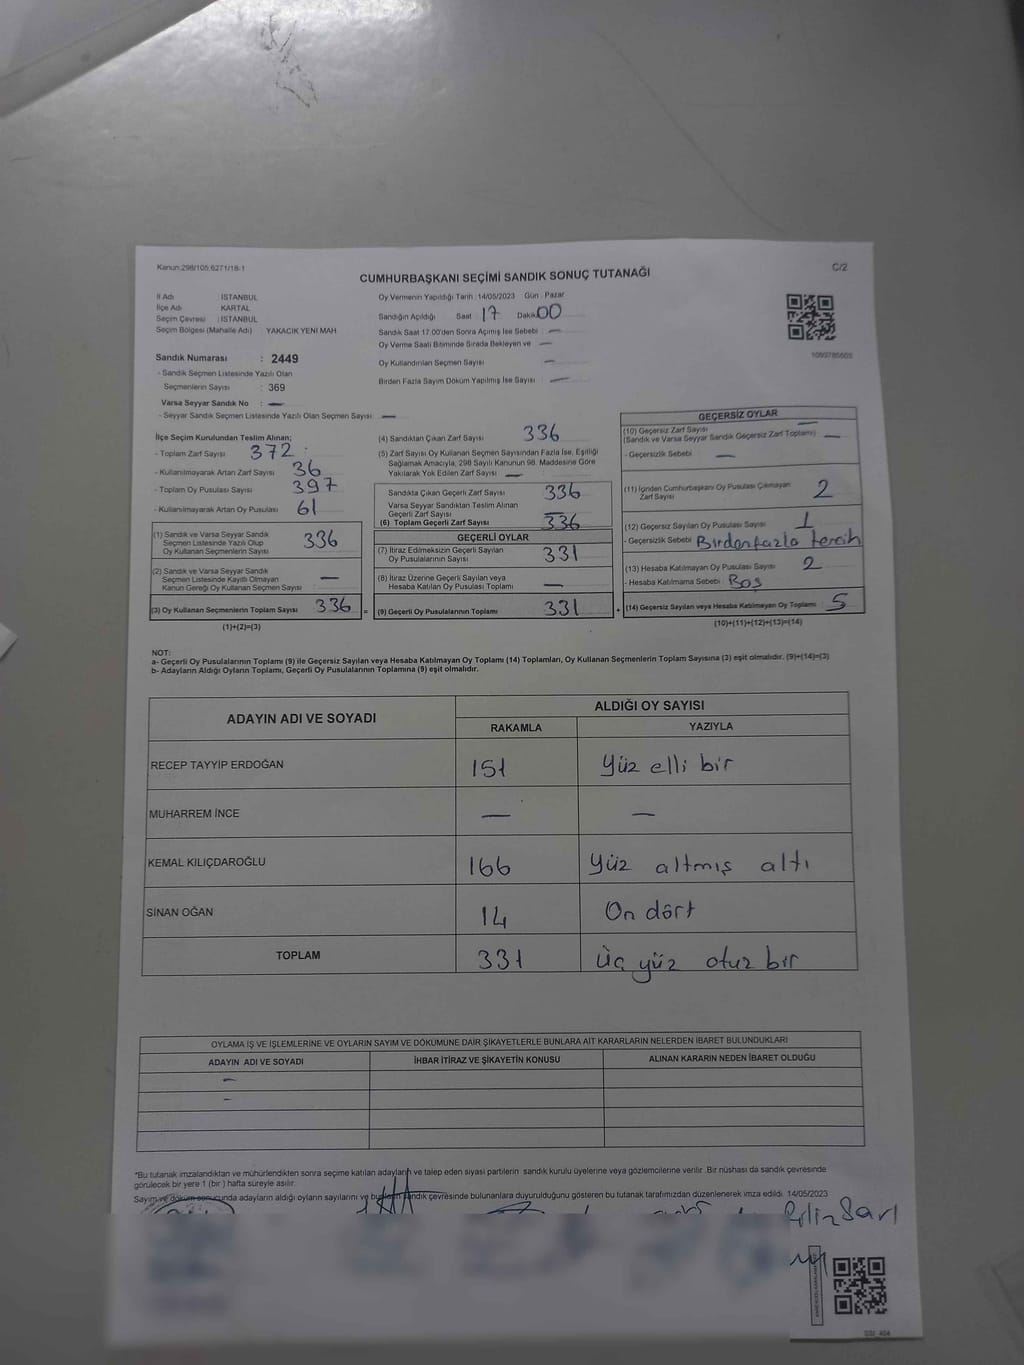 Kanun:298/105,6271/18-1
C/2
CUMHURBAŞKANI SEÇİMİ SANDIK SONUÇ TUTANAĞI
İl Adı : İSTANBUL
İlçe Adı : KARTAL
Seçim Çevresi : İSTANBUL
Seçim Bölgesi (Mahalle Adı) : YAKACIK YENİ MAH
Sandık Numarası : 2449
- Sandık Seçmen Listesinde Yazılı Olan
Seçmenlerin Sayısı : 369
Varsa Seyyar Sandık No : —
- Seyyar Sandık Seçmen Listesinde Yazılı Olan Seçmen Sayısı : —
Oy Vermenin Yapıldığı Tarih : 14/05/2023 Gün : Pazar
Sandığın Açıldığı Saat : 17 Dakika: 00
Sandık Saat 17.00'den Sonra Açılmış İse Sebebi : —
Oy Verme Saati Bitiminde Sırada Bekleyen ve —
Oy Kullandırılan Seçmen Sayısı —
Birden Fazla Sayım Döküm Yapılmış İse Sayısı : —
İlçe Seçim Kurulundan Teslim Alınan;
- Toplam Zarf Sayısı : 372
- Kullanılmayarak Artan Zarf Sayısı : 36
- Toplam Oy Pusulası Sayısı : 397
- Kullanılmayarak Artan Oy Pusulası : 61
(1) Sandık ve Varsa Seyyar Sandık
Seçmen Listesinde Yazılı Olup
Oy Kullanan Seçmenlerin Sayısı 336
(2) Sandık ve Varsa Seyyar Sandık
Seçmen Listesinde Kayıtlı Olmayan
Kanun Gereği Oy Kullanan Seçmen Sayısı —
(3) Oy Kullanan Seçmenlerin Toplam Sayısı 336 =
(1)+(2)=(3)
(4) Sandıktan Çıkan Zarf Sayısı 336
(5) Zarf Sayısı Oy Kullanan Seçmen Sayısından Fazla İse, Eşitliği
Sağlamak Amacıyla, 298 Sayılı Kanunun 98. Maddesine Göre
Yakılarak Yok Edilen Zarf Sayısı —
Sandıkta Çıkan Geçerli Zarf Sayısı 336
Varsa Seyyar Sandıktan Teslim Alınan
Geçerli Zarf Sayısı —
(6) Toplam Geçerli Zarf Sayısı 336
GEÇERLİ OYLAR
(7) İtiraz Edilmeksizin Geçerli Sayılan
Oy Pusulalarının Sayısı 331
(8) İtiraz Üzerine Geçerli Sayılan veya
Hesaba Katılan Oy Pusulası Toplamı —
(9) Geçerli Oy Pusulalarının Toplamı 331 +
GEÇERSİZ OYLAR
(10) Geçersiz Zarf Sayısı
(Sandık ve Varsa Seyyar Sandık Geçersiz Zarf Toplamı) —
- Geçersizlik Sebebi : —
(11) İçinden Cumhurbaşkanı Oy Pusulası Çıkmayan
Zarf Sayısı 2
(12) Geçersiz Sayılan Oy Pusulası Sayısı 1
- Geçersizlik Sebebi : Birden fazla tercih
(13) Hesaba Katılmayan Oy Pusulası Sayısı 2
- Hesaba Katılmama Sebebi : Boş
(14) Geçersiz Sayılan veya Hesaba Katılmayan Oy Toplamı 5
(10)+(11)+(12)+(13)=(14)
NOT:
a- Geçerli Oy Pusulalarının Toplamı (9) ile Geçersiz Sayılan veya Hesaba Katılmayan Oy Toplamı (14) Toplamları, Oy Kullanan Seçmenlerin Toplam Sayısına (3) eşit olmalıdır. (9)+(14)=(3)
b- Adayların Aldığı Oyların Toplamı, Geçerli Oy Pusulalarının Toplamına (9) eşit olmalıdır.
ADAYIN ADI VE SOYADI
ALDIĞI OY SAYISI
RAKAMLA YAZIYLA
RECEP TAYYİP ERDOĞAN 151 Yüz elli bir
MUHARREM İNCE — —
KEMAL KILIÇDAROĞLU 166 Yüz altmış altı
SİNAN OĞAN 14 On dört
TOPLAM 331 üç yüz otuz bir
OYLAMA İŞ VE İŞLEMLERİNE VE OYLARIN SAYIM VE DÖKÜMÜNE DAİR ŞİKAYETLERLE BUNLARA AİT KARARLARIN NELERDEN İBARET BULUNDUKLARI
ADAYIN ADI VE SOYADI İHBAR İTİRAZ VE ŞİKAYETİN KONUSU ALINAN KARARIN NEDEN İBARET OLDUĞU
—
—
*Bu tutanak imzalandıktan ve mühürlendikten sonra seçime katılan adayların ve talep eden siyasi partilerin sandık kurulu üyelerine veya gözlemcilerine verilir. Bir nüshası da sandık çevresinde
görülecek bir yere 1 (bir) hafta süreyle asılır.
Sayım ve döküm sonucunda adayların aldığı oyların sayılarını ve sandık çevresinde bulunanlara duyurulduğunu gösteren bu tutanak tarafımızdan düzenlenerek imza edildi. 14/05/2023
Filiz Sarı